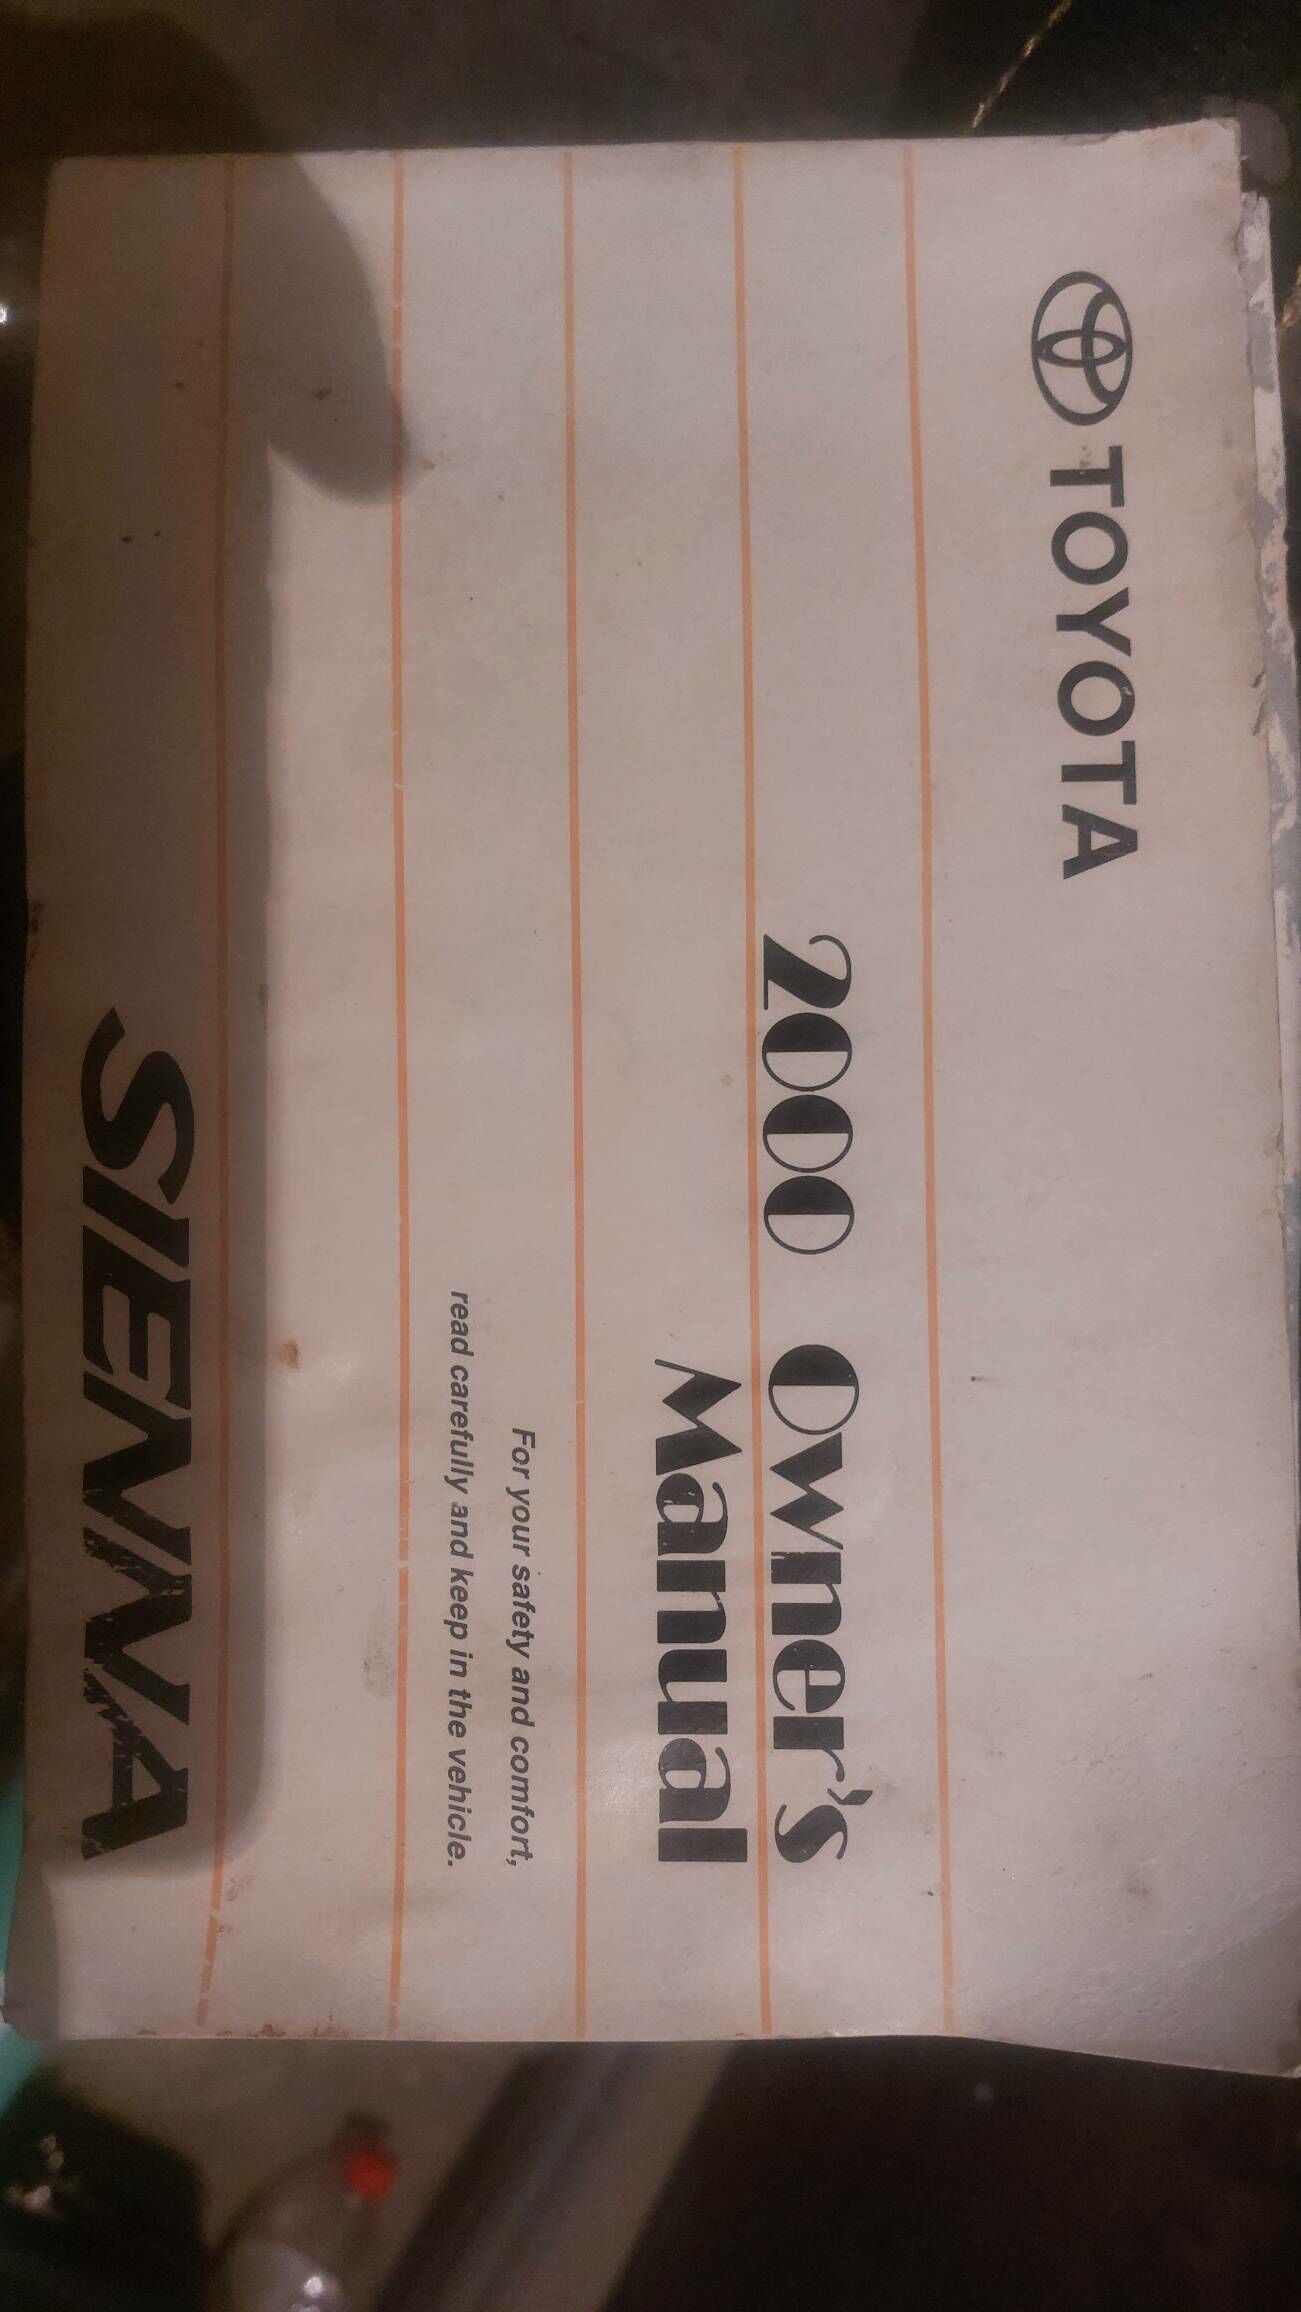 TOYOTA
2000 Owner's
Manual
For your safety and comfort,
read carefully and keep in the vehicle.
SIENNA